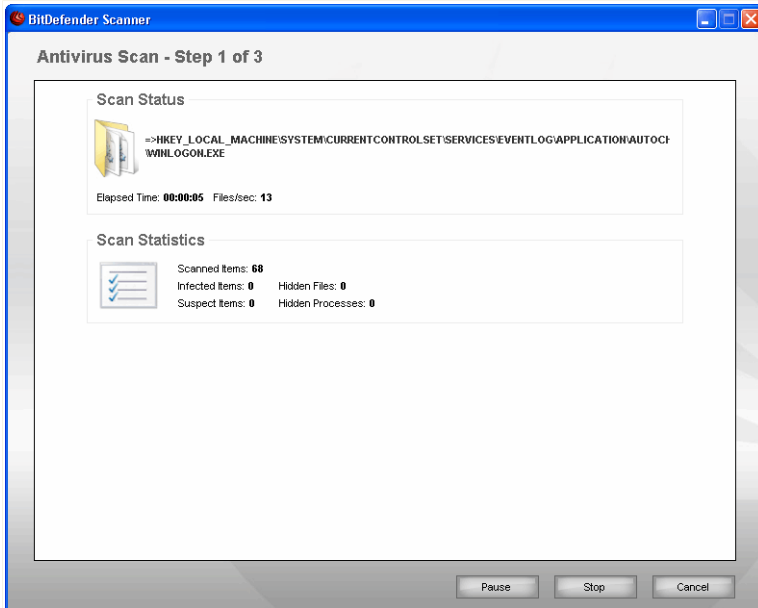 BitDefender Scanner
Antivirus Scan - Step 1 of 3
Scan Status
=>HKEY_LOCAL_MACHINE\SYSTEM\CURRENTCONTROLSET\SERVICES\EVENTLOG\APPLICATION\AUTOCH
\WINLOGON.EXE
Elapsed Time: 00:00:05 Files/sec: 13
Scan Statistics
Scanned Items: 68
Infected Items: 0 Hidden Files: 0
Suspect Items: 0 Hidden Processes: 0
Pause Stop Cancel